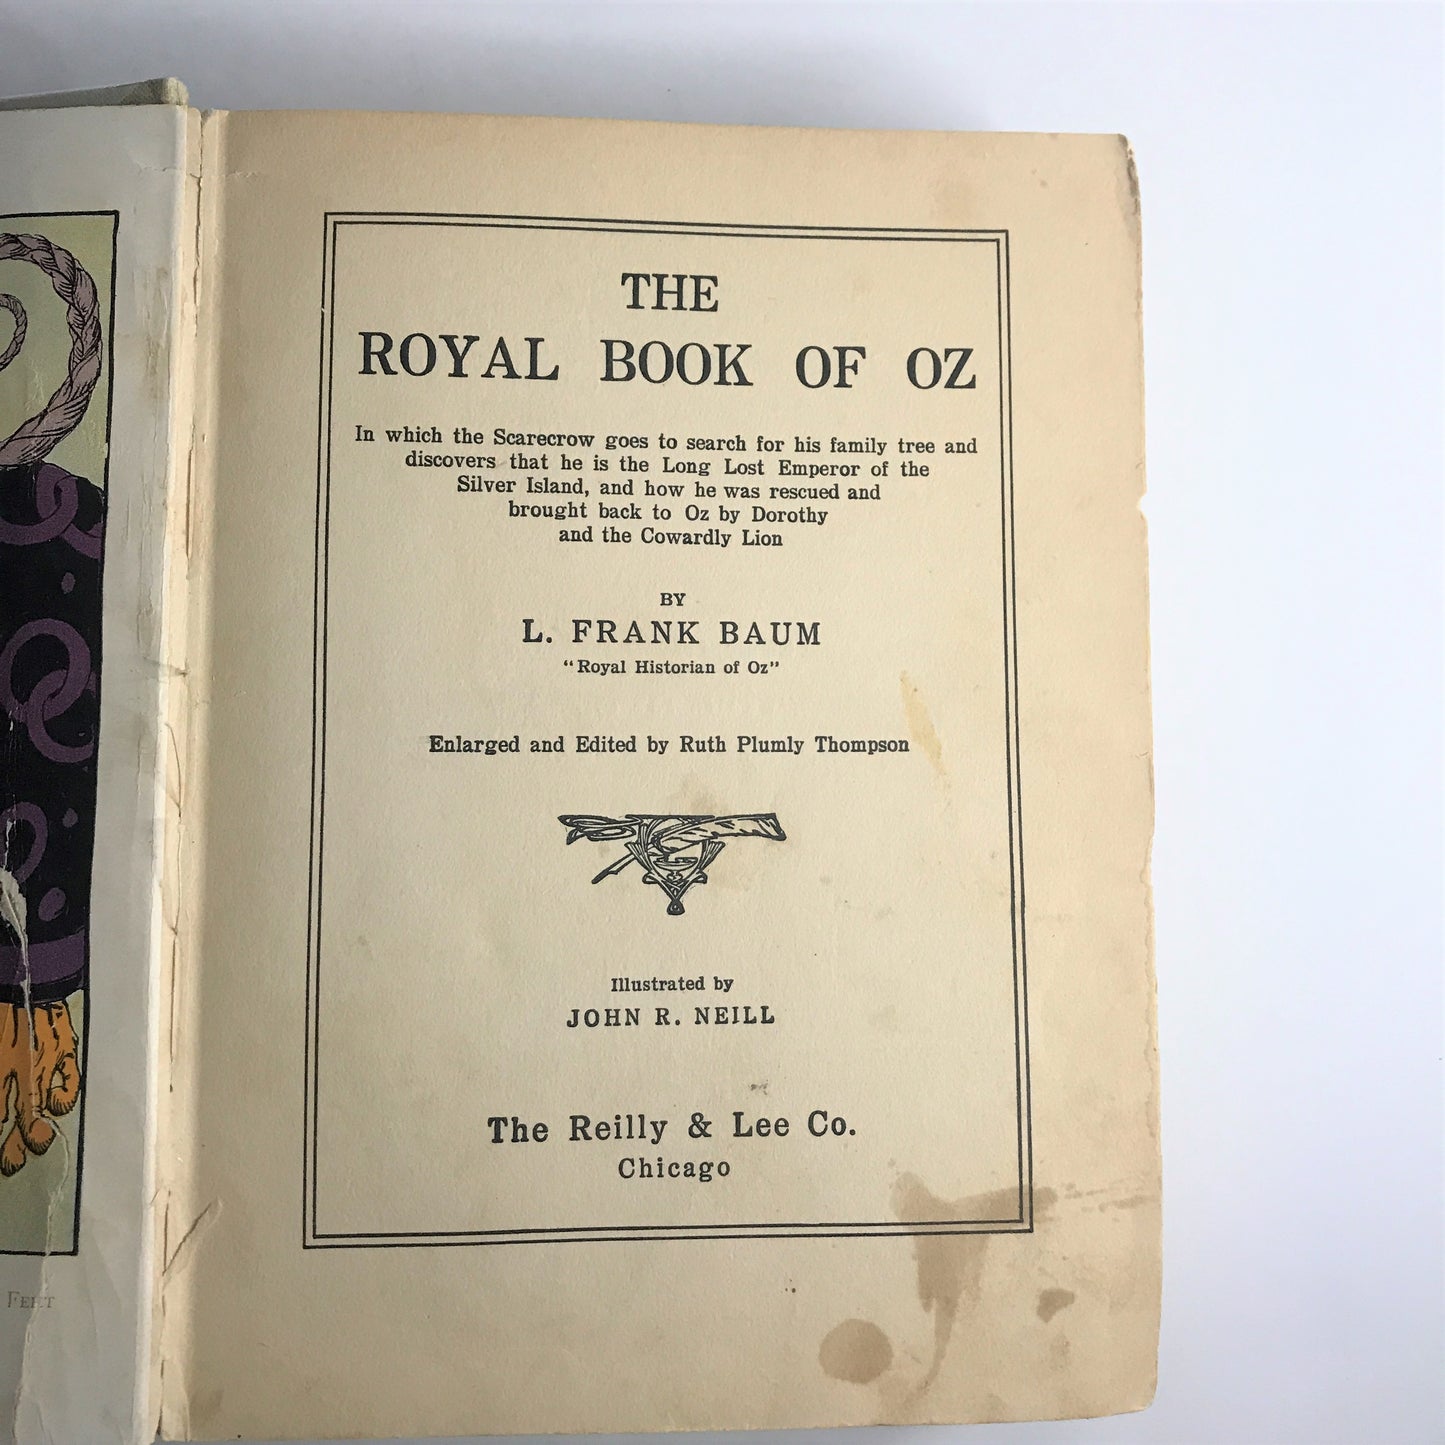 THE
ROYAL BOOK OF OZ
In which the Scarecrow goes to search for his family tree and
discovers that he is the Long Lost Emperor of the
Silver Island, and how he was rescued and
brought back to Oz by Dorothy
and the Cowardly Lion
BY
L. FRANK BAUM
"Royal Historian of Oz"
Enlarged and Edited by Ruth Plumly Thompson
Illustrated by
JOHN R. NEILL
The Reilly & Lee Co.
Chicago